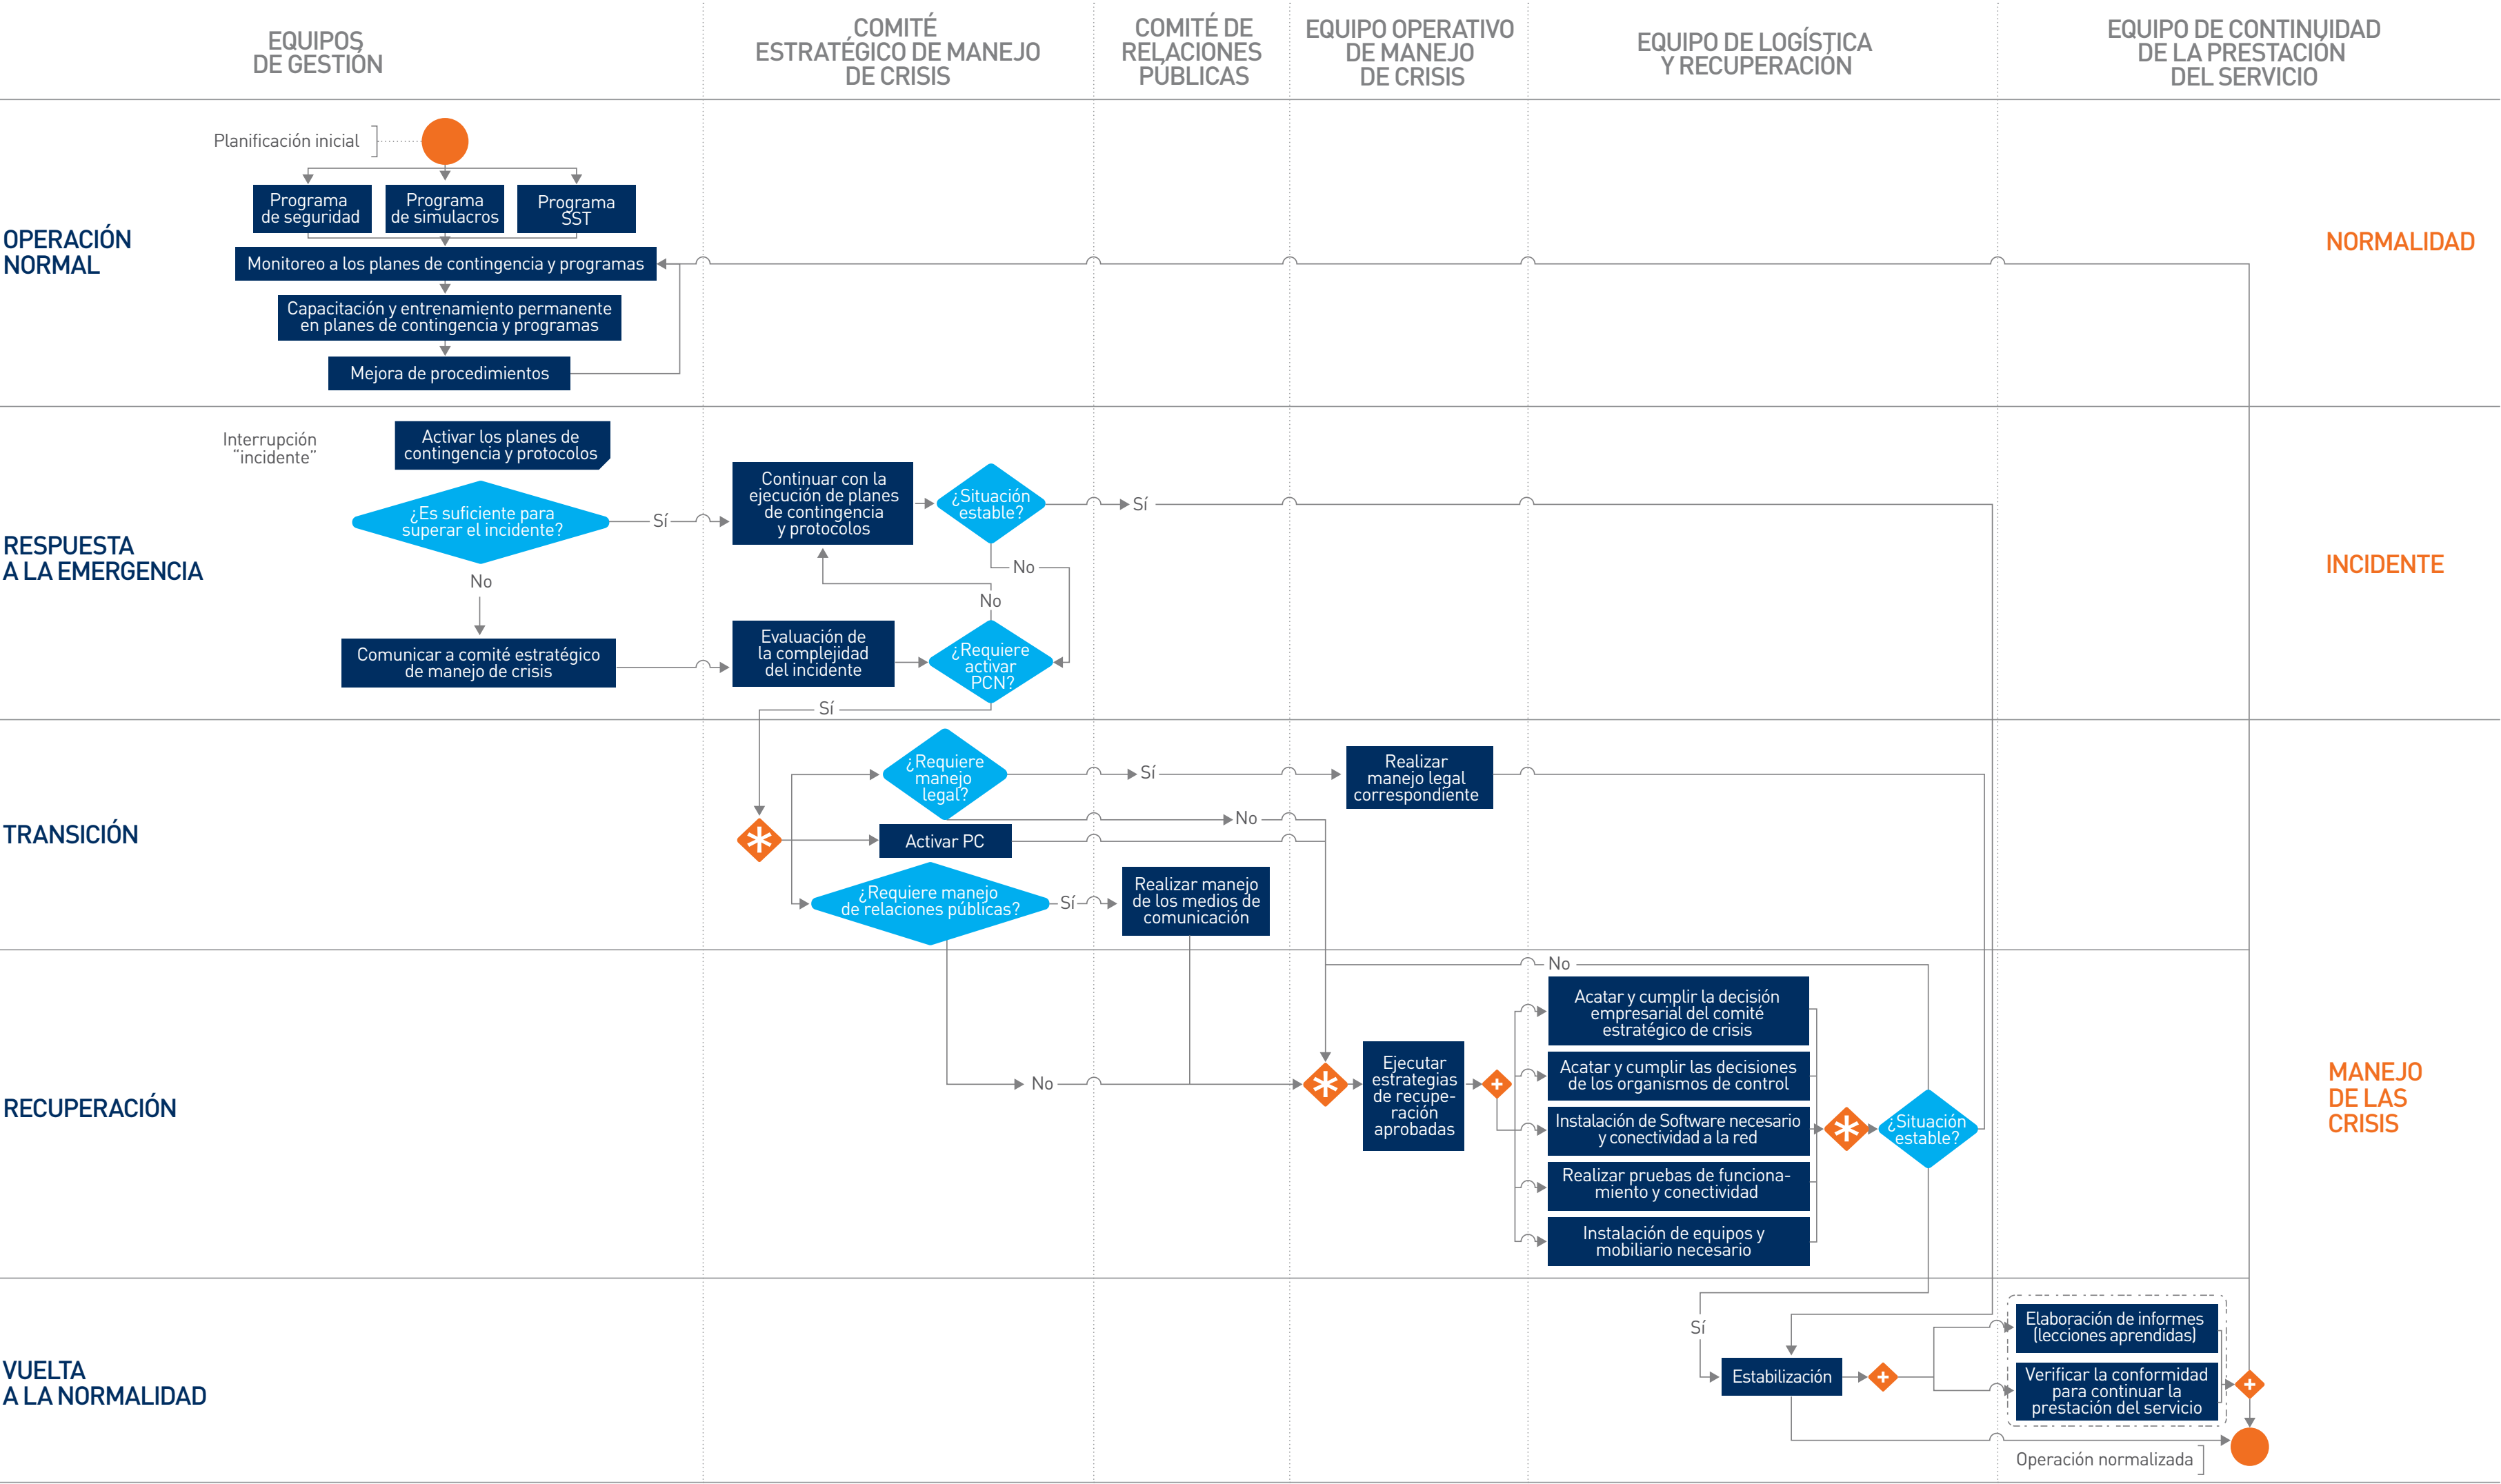 EQUIPOS
DE GESTIÓN
COMITÉ
ESTRATÉGICO DE MANEJO
DE CRISIS
COMITÉ DE
RELACIONES
PÚBLICAS
EQUIPO OPERATIVO
DE MANEJO
DE CRISIS
EQUIPO DE LOGÍSTICA
Y RECUPERACIÓN
EQUIPO DE CONTINUIDAD
DE LA PRESTACIÓN
DEL SERVICIO
OPERACIÓN
NORMAL
Planificación inicial
Programa
de seguridad
Programa
de simulacros
Programa
SST
Monitoreo a los planes de contingencia y programas
Capacitación y entrenamiento permanente
en planes de contingencia y programas
Mejora de procedimientos
NORMALIDAD
RESPUESTA
A LA EMERGENCIA
Interrupción
“incidente”
Activar los planes de
contingencia y protocolos
¿Es suficiente para
superar el incidente?
Sí
No
Comunicar a comité estratégico
de manejo de crisis
Continuar con la
ejecución de planes
de contingencia
y protocolos
¿Situación
estable?
Sí
No
No
Evaluación de
la complejidad
del incidente
¿Requiere
activar
PCN?
Sí
INCIDENTE
TRANSICIÓN
¿Requiere
manejo
legal?
Sí
Realizar
manejo legal
correspondiente
No
Activar PC
¿Requiere manejo
de relaciones públicas?
Sí
Realizar manejo
de los medios de
comunicación
RECUPERACIÓN
No
No
Ejecutar
estrategias
de recupe-
ración
aprobadas
Acatar y cumplir la decisión
empresarial del comité
estratégico de crisis
Acatar y cumplir las decisiones
de los organismos de control
Instalación de Software necesario
y conectividad a la red
Realizar pruebas de funciona-
miento y conectividad
Instalación de equipos y
mobiliario necesario
¿Situación
estable?
MANEJO
DE LAS
CRISIS
VUELTA
A LA NORMALIDAD
Sí
Estabilización
Elaboración de informes
(lecciones aprendidas)
Verificar la conformidad
para continuar la
prestación del servicio
Operación normalizada